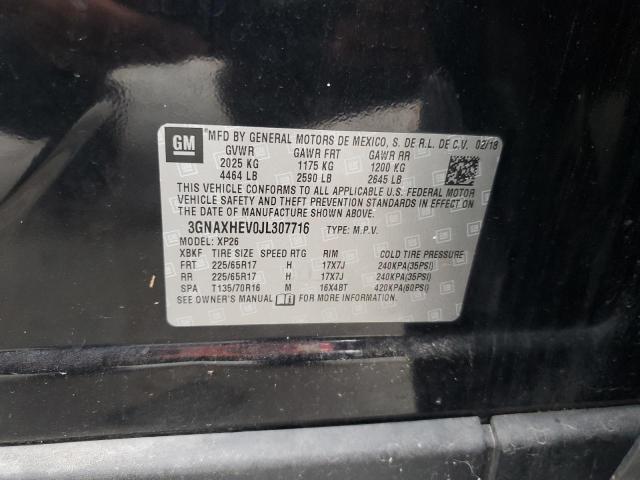 GM MFD BY GENERAL MOTORS DE MEXICO, S. DE R.L. DE C.V. 02/18
GVWR GAWR FRT GAWR RR
2025 KG 1175 KG 1200 KG
4464 LB 2590 LB 2645 LB
THIS VEHICLE CONFORMS TO ALL APPLICABLE U.S. FEDERAL MOTOR
VEHICLE SAFETY AND THEFT PREVENTION STANDARDS IN EFFECT ON
THE DATE OF MANUFACTURE SHOWN ABOVE.
3GNAXHEV0JL307716 TYPE: M.P.V.
MODEL: XP26
XBKF TIRE SIZE SPEED RTG RIM COLD TIRE PRESSURE
FRT 225/65R17 H 17X7J 240KPA(35PSI)
RR 225/65R17 H 17X7J 240KPA(35PSI)
SPA T135/70R16 M 16X4BT 420KPA(60PSI)
SEE OWNER'S MANUAL FOR MORE INFORMATION.